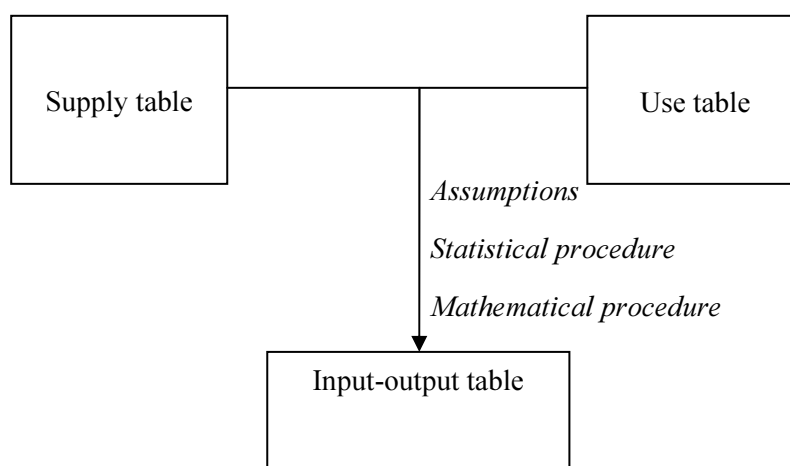 Supply table
Use table
Assumptions
Statistical procedure
Mathematical procedure
Input-output table